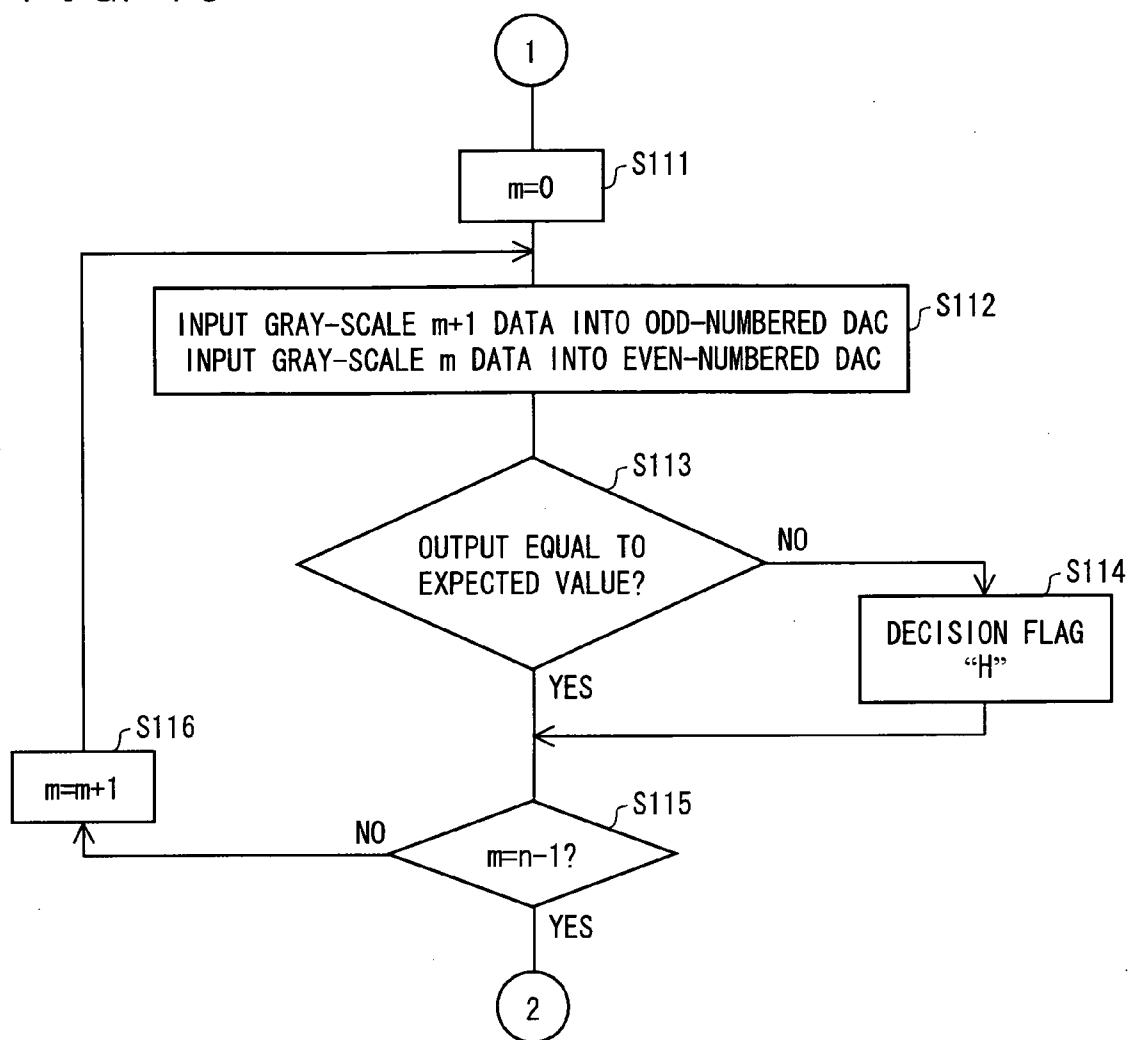 1
S111
m=0
S112
INPUT GRAY-SCALE m+1 DATA INTO ODD-NUMBERED DAC
INPUT GRAY-SCALE m DATA INTO EVEN-NUMBERED DAC
S113
OUTPUT EQUAL TO
EXPECTED VALUE?
NO
S114
DECISION FLAG
“H”
YES
S116
m=m+1
S115
NO
m=n-1?
YES
2